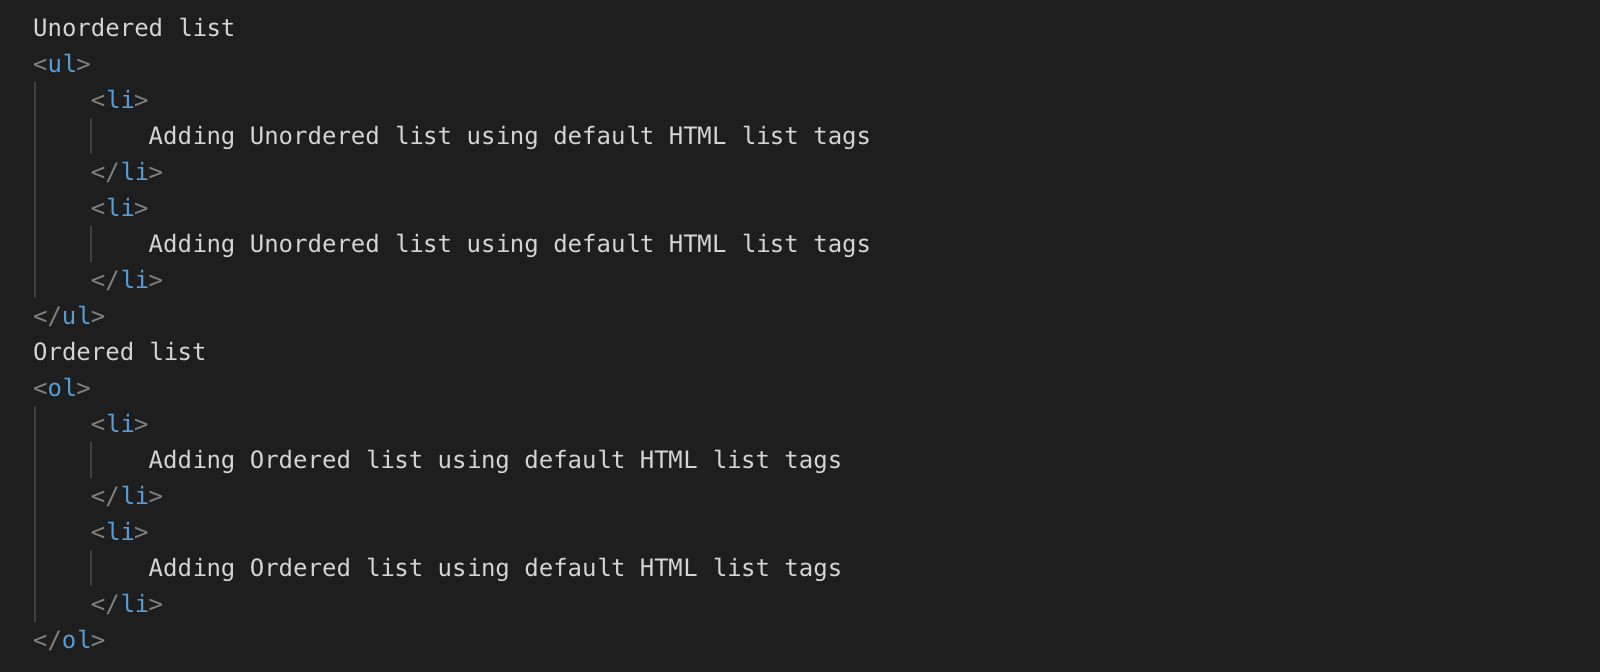 Unordered list
<ul>
    <li>
        Adding Unordered list using default HTML list tags
    </li>
    <li>
        Adding Unordered list using default HTML list tags
    </li>
</ul>
Ordered list
<ol>
    <li>
        Adding Ordered list using default HTML list tags
    </li>
    <li>
        Adding Ordered list using default HTML list tags
    </li>
</ol>